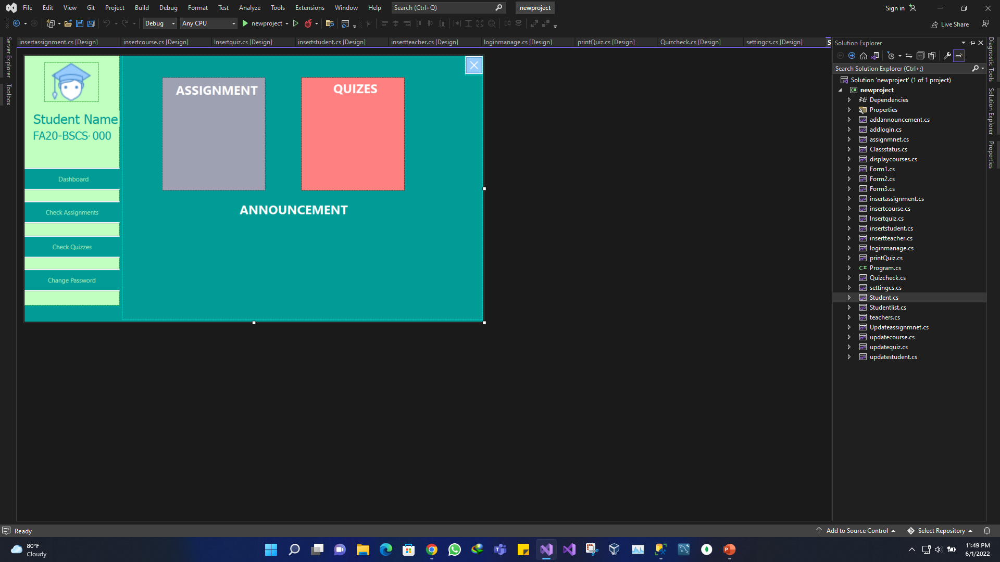 File Edit View Git Project Build Debug Format Test Analyze Tools Extensions Window Help Search (Ctrl+Q) newproject Sign in
Debug Any CPU newproject Live Share
Server Explorer
Toolbox
insertassignment.cs [Design] insertcourse.cs [Design] Insertquiz.cs [Design] insertstudent.cs [Design] insertteacher.cs [Design] loginmanage.cs [Design] printQuiz.cs [Design] Quizcheck.cs [Design] settingcs.cs [Design] S
Student Name
FA20-BSCS- 000
Dashboard
Check Assignments
Check Quizzes
Change Password
ASSIGNMENT
QUIZES
ANNOUNCEMENT
Solution Explorer
Search Solution Explorer (Ctrl+;)
Solution 'newproject' (1 of 1 project)
C# newproject
Dependencies
Properties
addannouncement.cs
addlogin.cs
assignmnet.cs
Classstatus.cs
displaycourses.cs
Form1.cs
Form2.cs
Form3.cs
insertassignment.cs
insertcourse.cs
Insertquiz.cs
insertstudent.cs
insertteacher.cs
loginmanage.cs
printQuiz.cs
C# Program.cs
Quizcheck.cs
settingcs.cs
Student.cs
Studentlist.cs
teachers.cs
Updateassignmnet.cs
updatecourse.cs
updatequiz.cs
updatestudent.cs
Diagnostic Tools
Solution Explorer
Properties
Ready Add to Source Control Select Repository
80°F
Cloudy
11:49 PM
6/1/2022